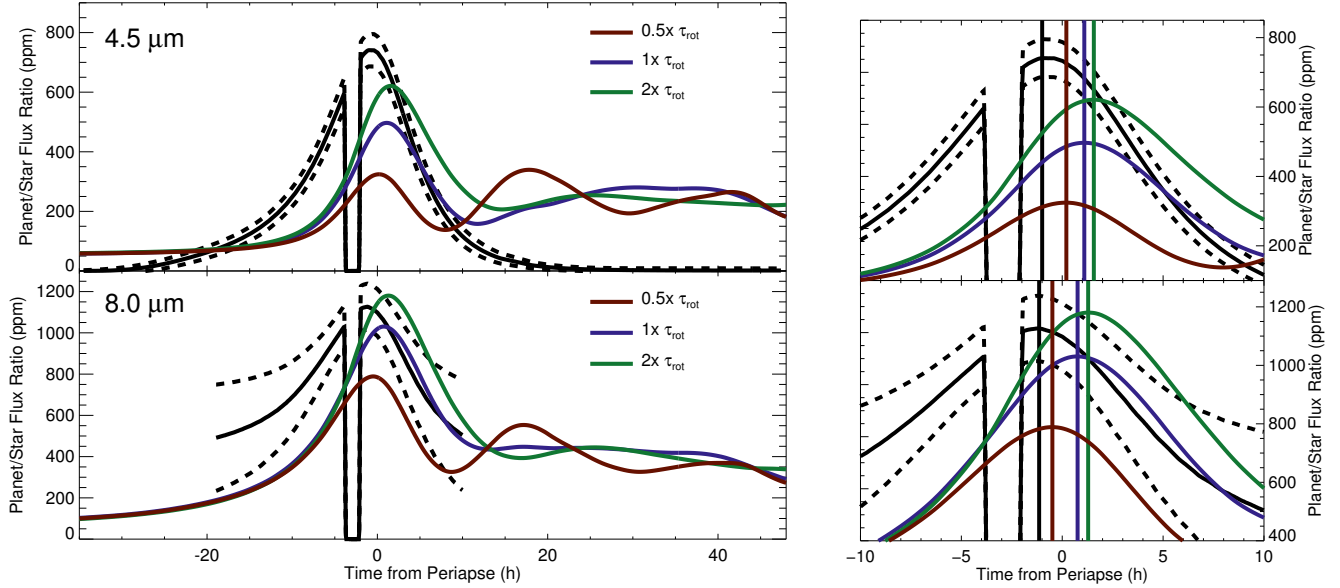 4.5 μm
0.5x τrot
1x τrot
2x τrot
Planet/Star Flux Ratio (ppm)
800
600
400
200
0
8.0 μm
0.5x τrot
1x τrot
2x τrot
Planet/Star Flux Ratio (ppm)
1200
1000
800
600
400
200
0
-20
0
20
40
Time from Periapse (h)
800
600
400
200
Planet/Star Flux Ratio (ppm)
1200
1000
800
600
400
Planet/Star Flux Ratio (ppm)
-10
-5
0
5
10
Time from Periapse (h)